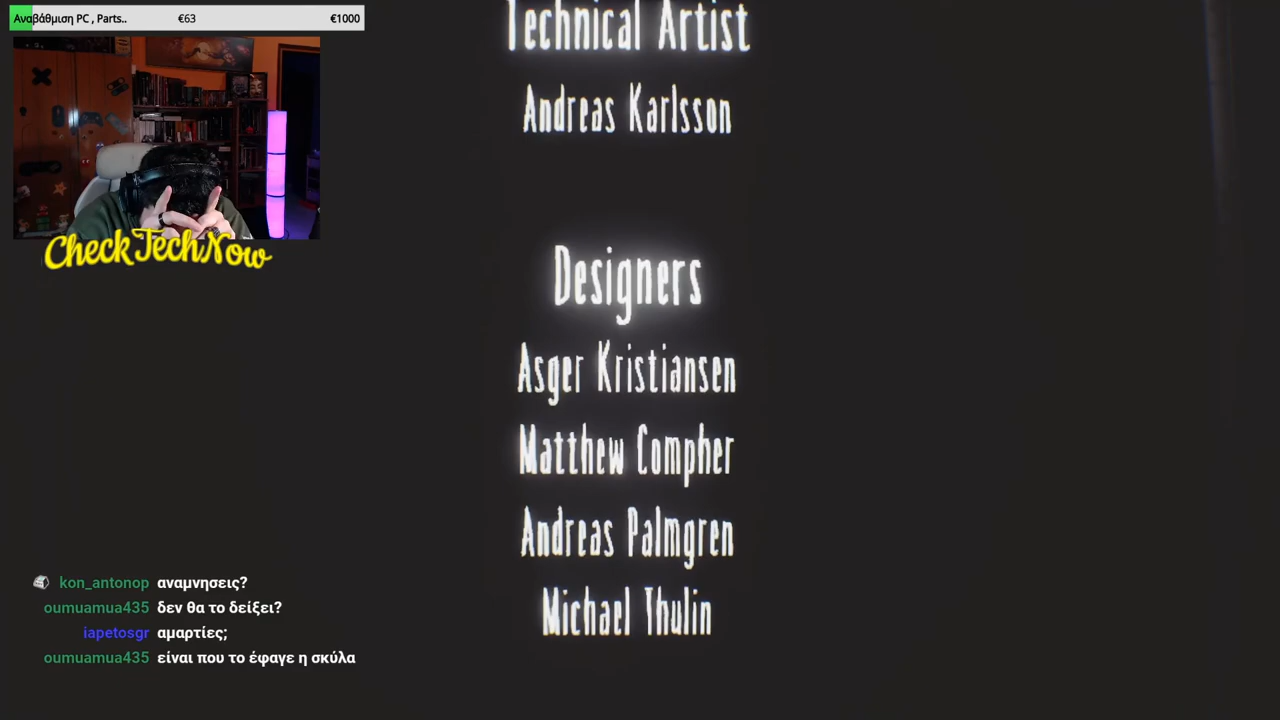 Αναβάθμιση PC , Parts.. €63 €1000
CheckTechNow
Technical Artist
Andreas Karlsson
Designers
Asger Kristiansen
Matthew Compher
Andreas Palmgren
Michael Thulin
kon_antonop αναμνησεις?
oumuamua435 δεν θα το δείξει?
iapetosgr αμαρτίες;
oumuamua435 είναι που το έφαγε η σκύλα